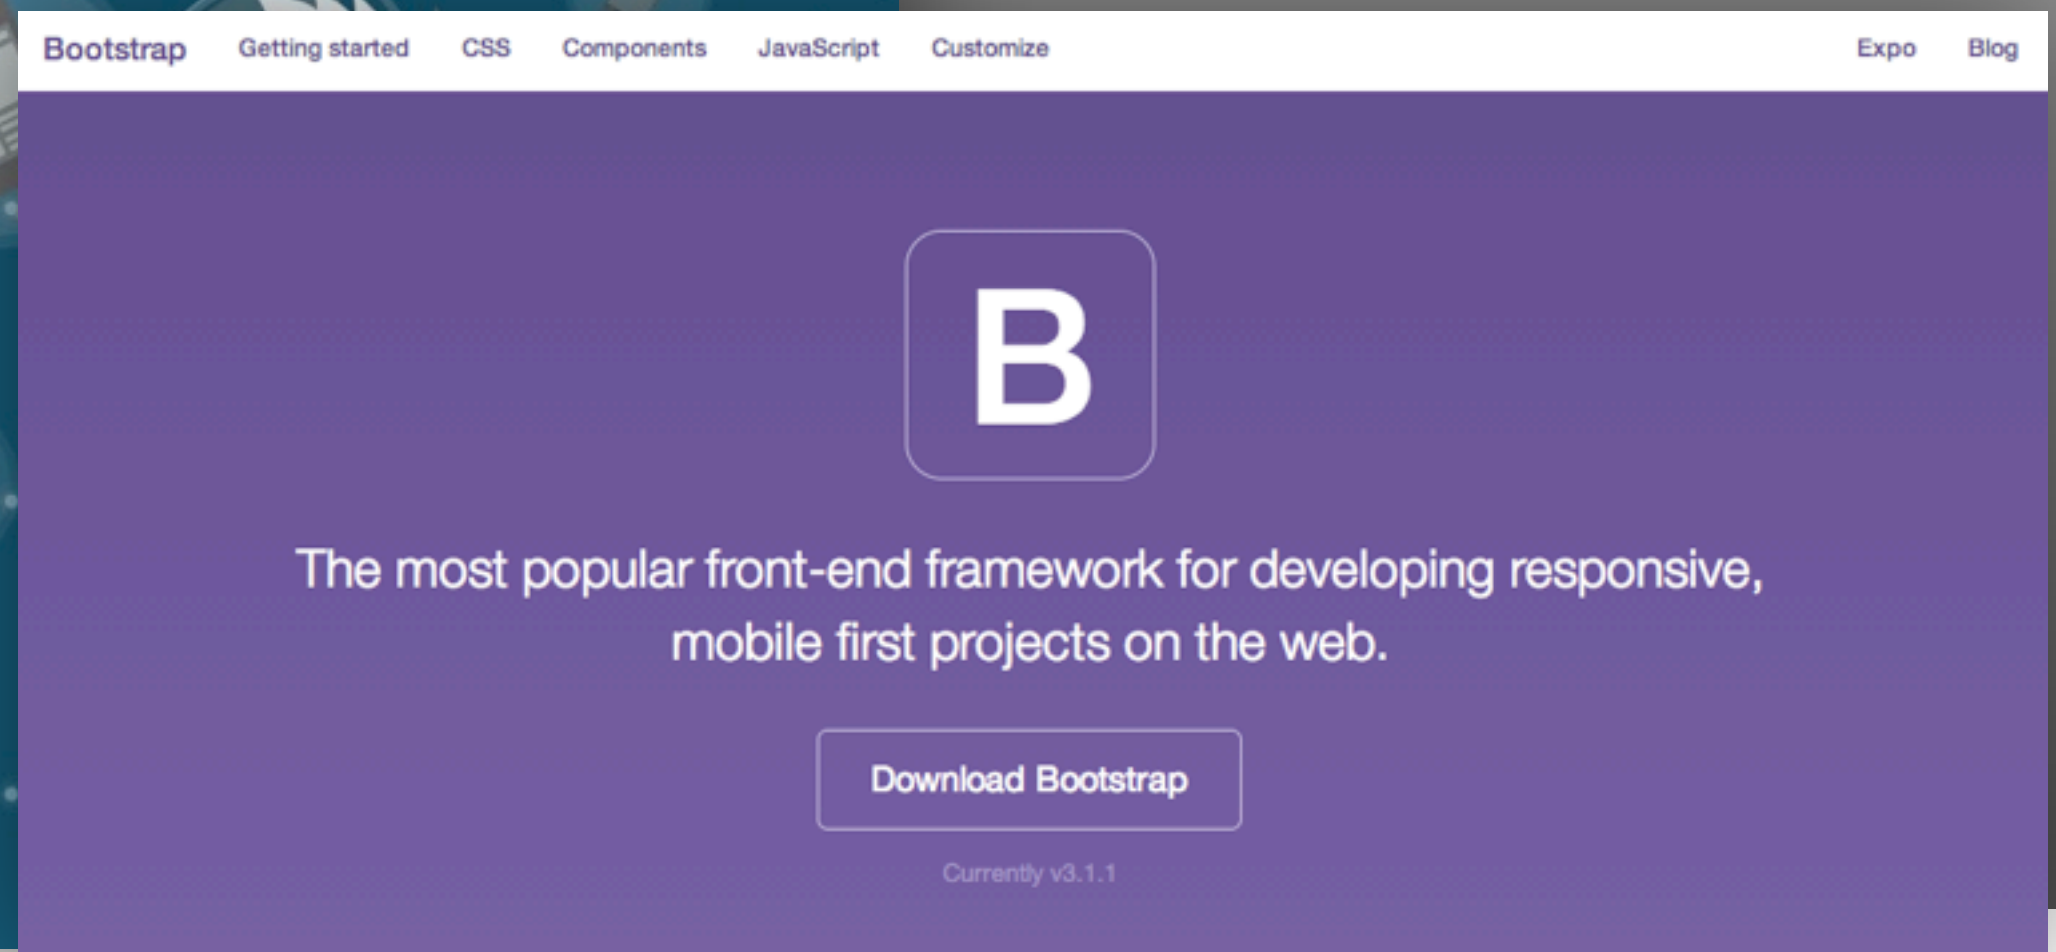 Bootstrap Getting started CSS Components JavaScript Customize Expo Blog
B
The most popular front-end framework for developing responsive,
mobile first projects on the web.
Download Bootstrap
Currently v3.1.1